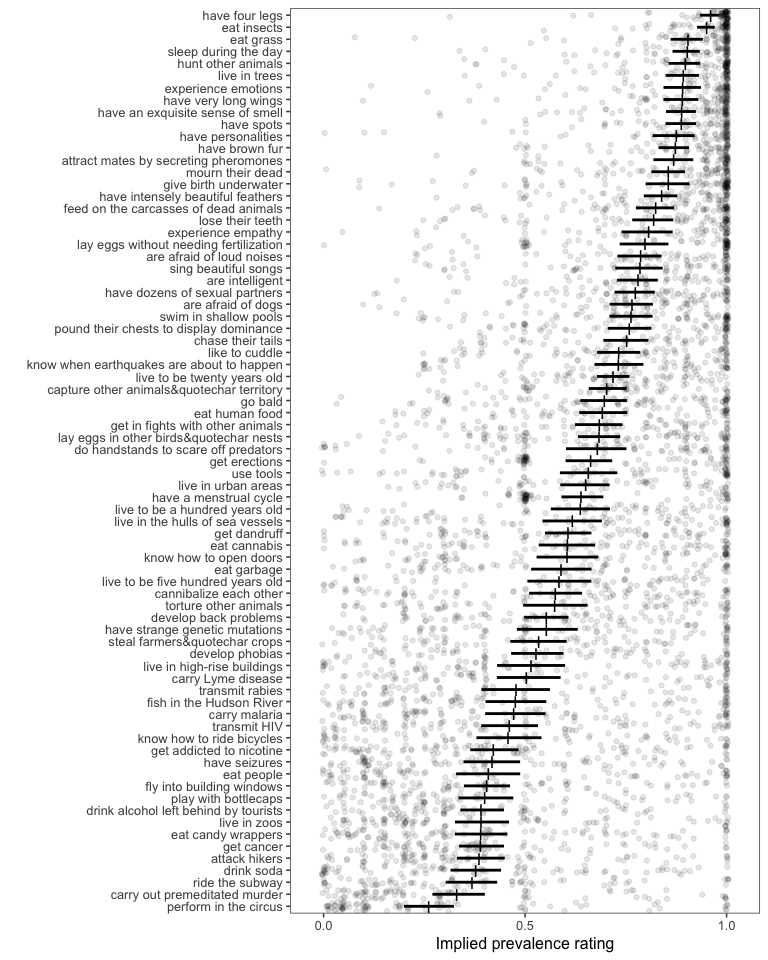 have four legs
eat insects
eat grass
sleep during the day
hunt other animals
live in trees
experience emotions
have very long wings
have an exquisite sense of smell
have spots
have personalities
have brown fur
attract mates by secreting pheromones
mourn their dead
give birth underwater
have intensely beautiful feathers
feed on the carcasses of dead animals
lose their teeth
experience empathy
lay eggs without needing fertilization
are afraid of loud noises
sing beautiful songs
are intelligent
have dozens of sexual partners
are afraid of dogs
swim in shallow pools
pound their chests to display dominance
chase their tails
like to cuddle
know when earthquakes are about to happen
live to be twenty years old
capture other animals&quotechar territory
go bald
eat human food
get in fights with other animals
lay eggs in other birds&quotechar nests
do handstands to scare off predators
get erections
use tools
live in urban areas
have a menstrual cycle
live to be a hundred years old
live in the hulls of sea vessels
get dandruff
eat cannabis
know how to open doors
eat garbage
live to be five hundred years old
cannibalize each other
torture other animals
develop back problems
have strange genetic mutations
steal farmers&quotechar crops
develop phobias
live in high-rise buildings
carry Lyme disease
transmit rabies
fish in the Hudson River
carry malaria
transmit HIV
know how to ride bicycles
get addicted to nicotine
have seizures
eat people
fly into building windows
play with bottlecaps
drink alcohol left behind by tourists
live in zoos
eat candy wrappers
get cancer
attack hikers
drink soda
ride the subway
carry out premeditated murder
perform in the circus
0.0 0.5 1.0
Implied prevalence rating